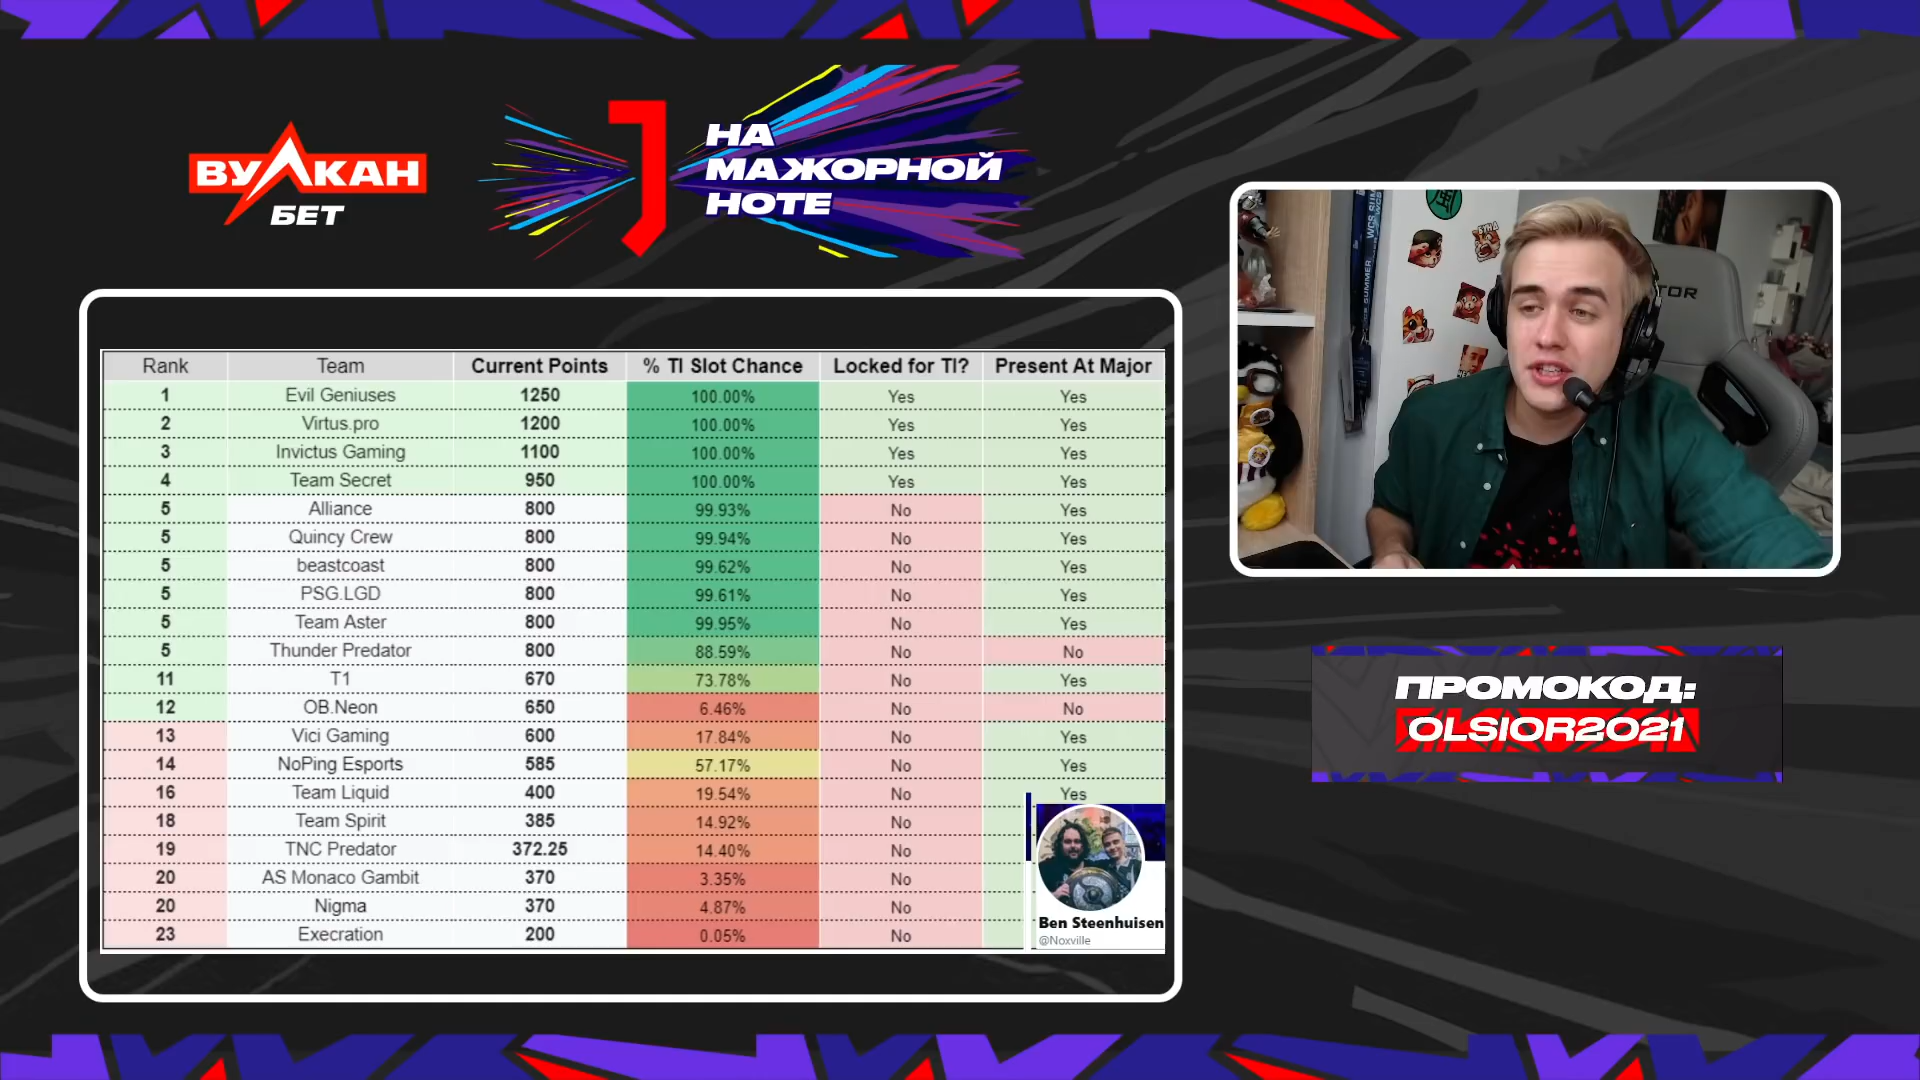 ВУЛКАН
БЕТ
НА
МАЖОРНОЙ
НОТЕ
Rank Team Current Points % TI Slot Chance Locked for TI? Present At Major
1 Evil Geniuses 1250 100.00% Yes Yes
2 Virtus.pro 1200 100.00% Yes Yes
3 Invictus Gaming 1100 100.00% Yes Yes
4 Team Secret 950 100.00% Yes Yes
5 Alliance 800 99.93% No Yes
5 Quincy Crew 800 99.94% No Yes
5 beastcoast 800 99.62% No Yes
5 PSG.LGD 800 99.61% No Yes
5 Team Aster 800 99.95% No Yes
5 Thunder Predator 800 88.59% No No
11 T1 670 73.78% No Yes
12 OB.Neon 650 6.46% No No
13 Vici Gaming 600 17.84% No Yes
14 NoPing Esports 585 57.17% No Yes
16 Team Liquid 400 19.54% No Yes
18 Team Spirit 385 14.92% No
19 TNC Predator 372.25 14.40% No
20 AS Monaco Gambit 370 3.35% No
20 Nigma 370 4.87% No
23 Execration 200 0.05% No
Ben Steenhuisen
@Noxville
ПРОМОКОД:
OLSIOR2021